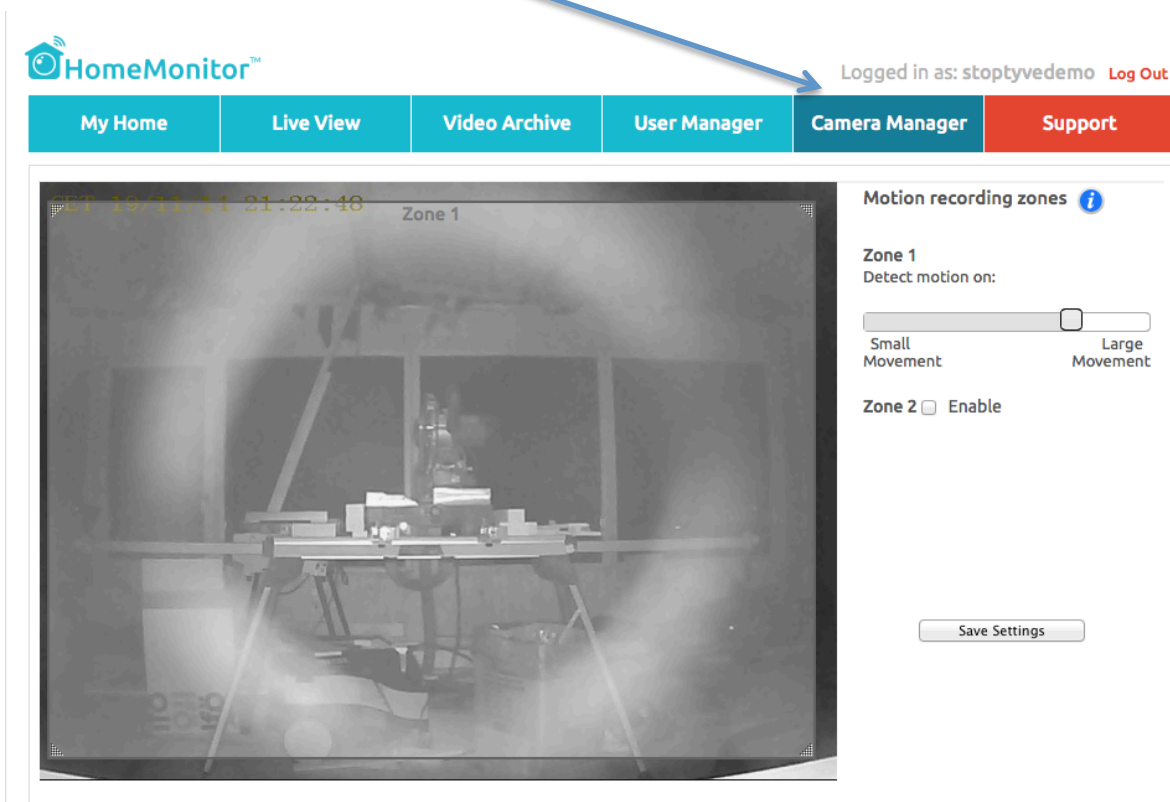 HomeMonitor™
Logged in as: stoptyvedemo Log Out
My Home Live View Video Archive User Manager Camera Manager Support
CET 19/11/14 21:22:48
Zone 1
Motion recording zones i
Zone 1
Detect motion on:
Small Movement
Large Movement
Zone 2 Enable
Save Settings